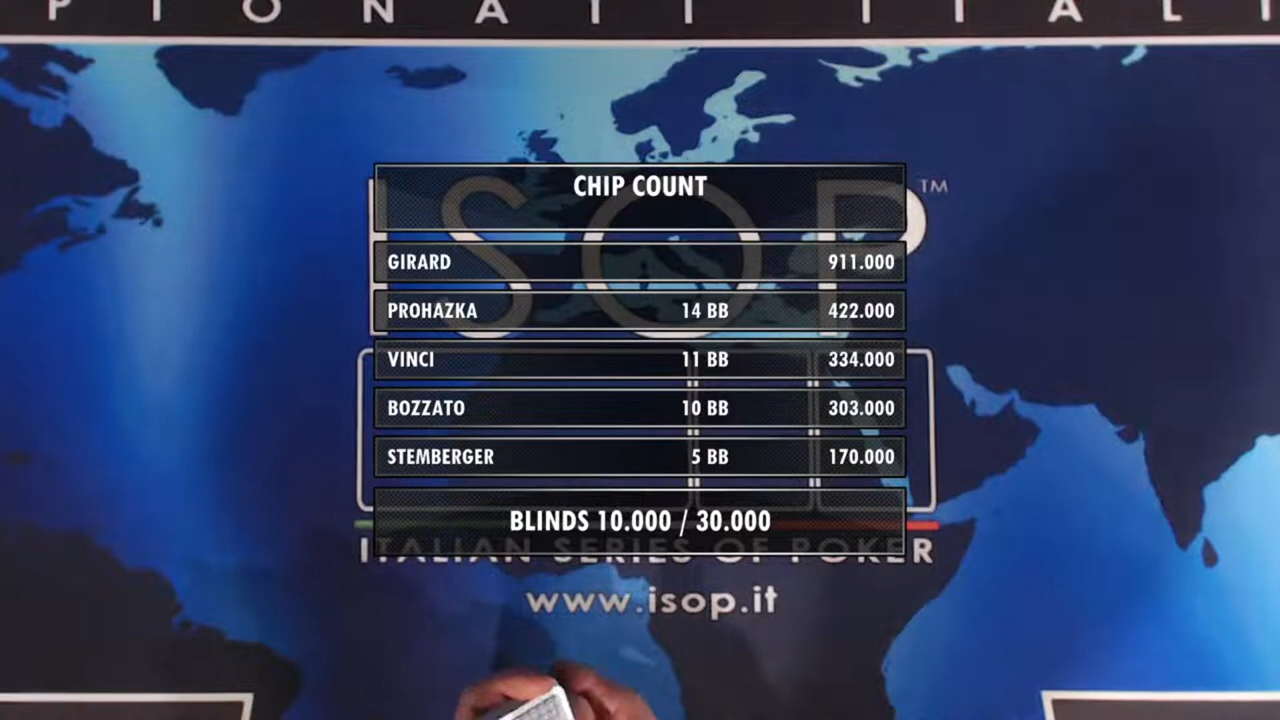 P I O N A T I I T A L I
ISOP™
CHIP COUNT
GIRARD 911.000
PROHAZKA 14 BB 422.000
VINCI 11 BB 334.000
BOZZATO 10 BB 303.000
STEMBERGER 5 BB 170.000
BLINDS 10.000 / 30.000
ITALIAN SERIES OF POKER
www.isop.it